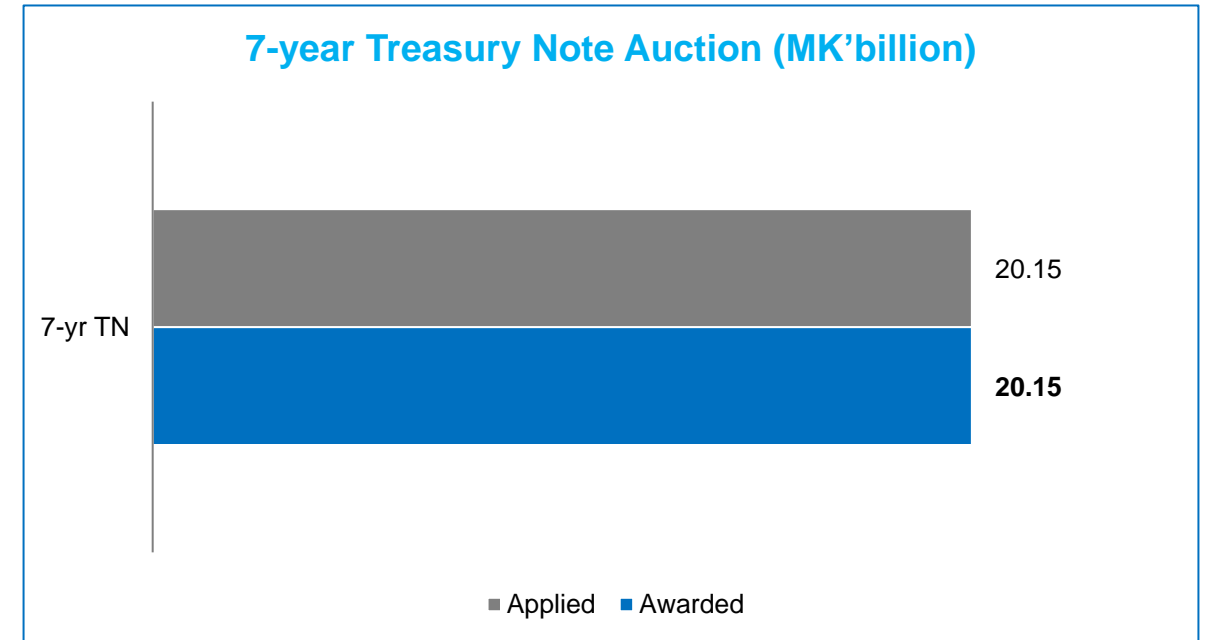 7-year Treasury Note Auction (MK’billion)
20.15
7-yr TN
20.15
Applied Awarded